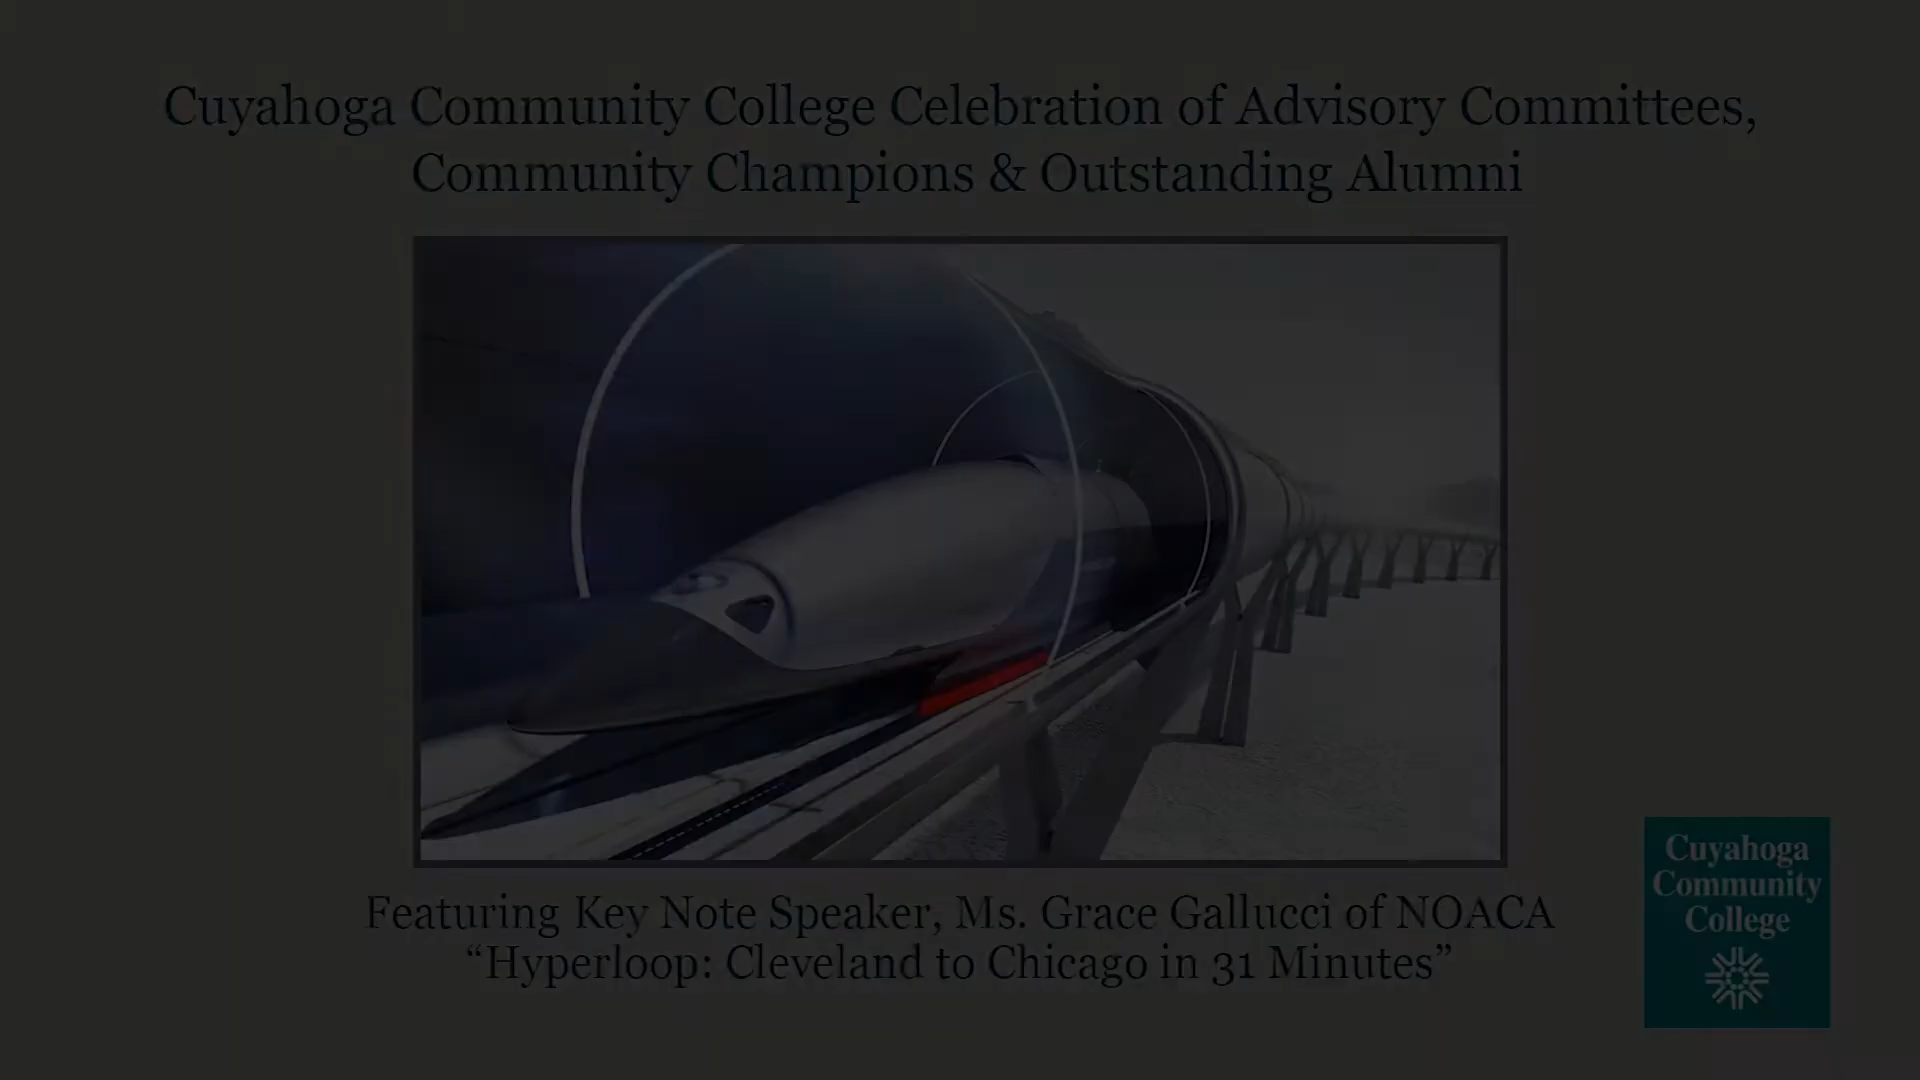 Cuyahoga Community College Celebration of Advisory Committees,
Community Champions & Outstanding Alumni
Featuring Key Note Speaker, Ms. Grace Gallucci of NOACA
“Hyperloop: Cleveland to Chicago in 31 Minutes”
Cuyahoga
Community
College